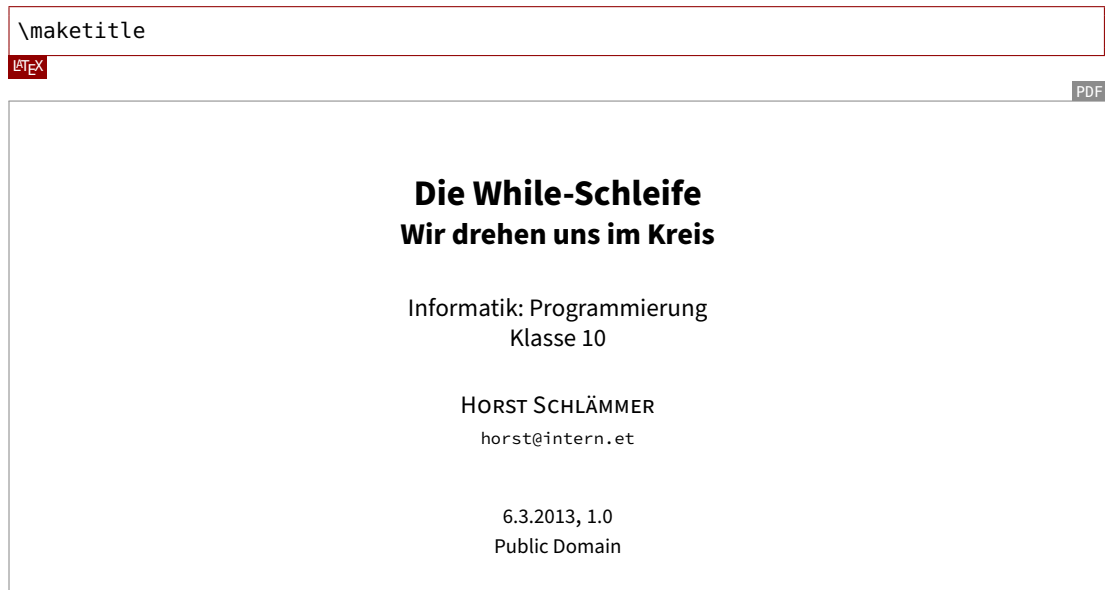 \maketitle
LATEX
PDF
Die While-Schleife
Wir drehen uns im Kreis
Informatik: Programmierung
Klasse 10
HORST SCHLÄMMER
horst@intern.et
6.3.2013, 1.0
Public Domain